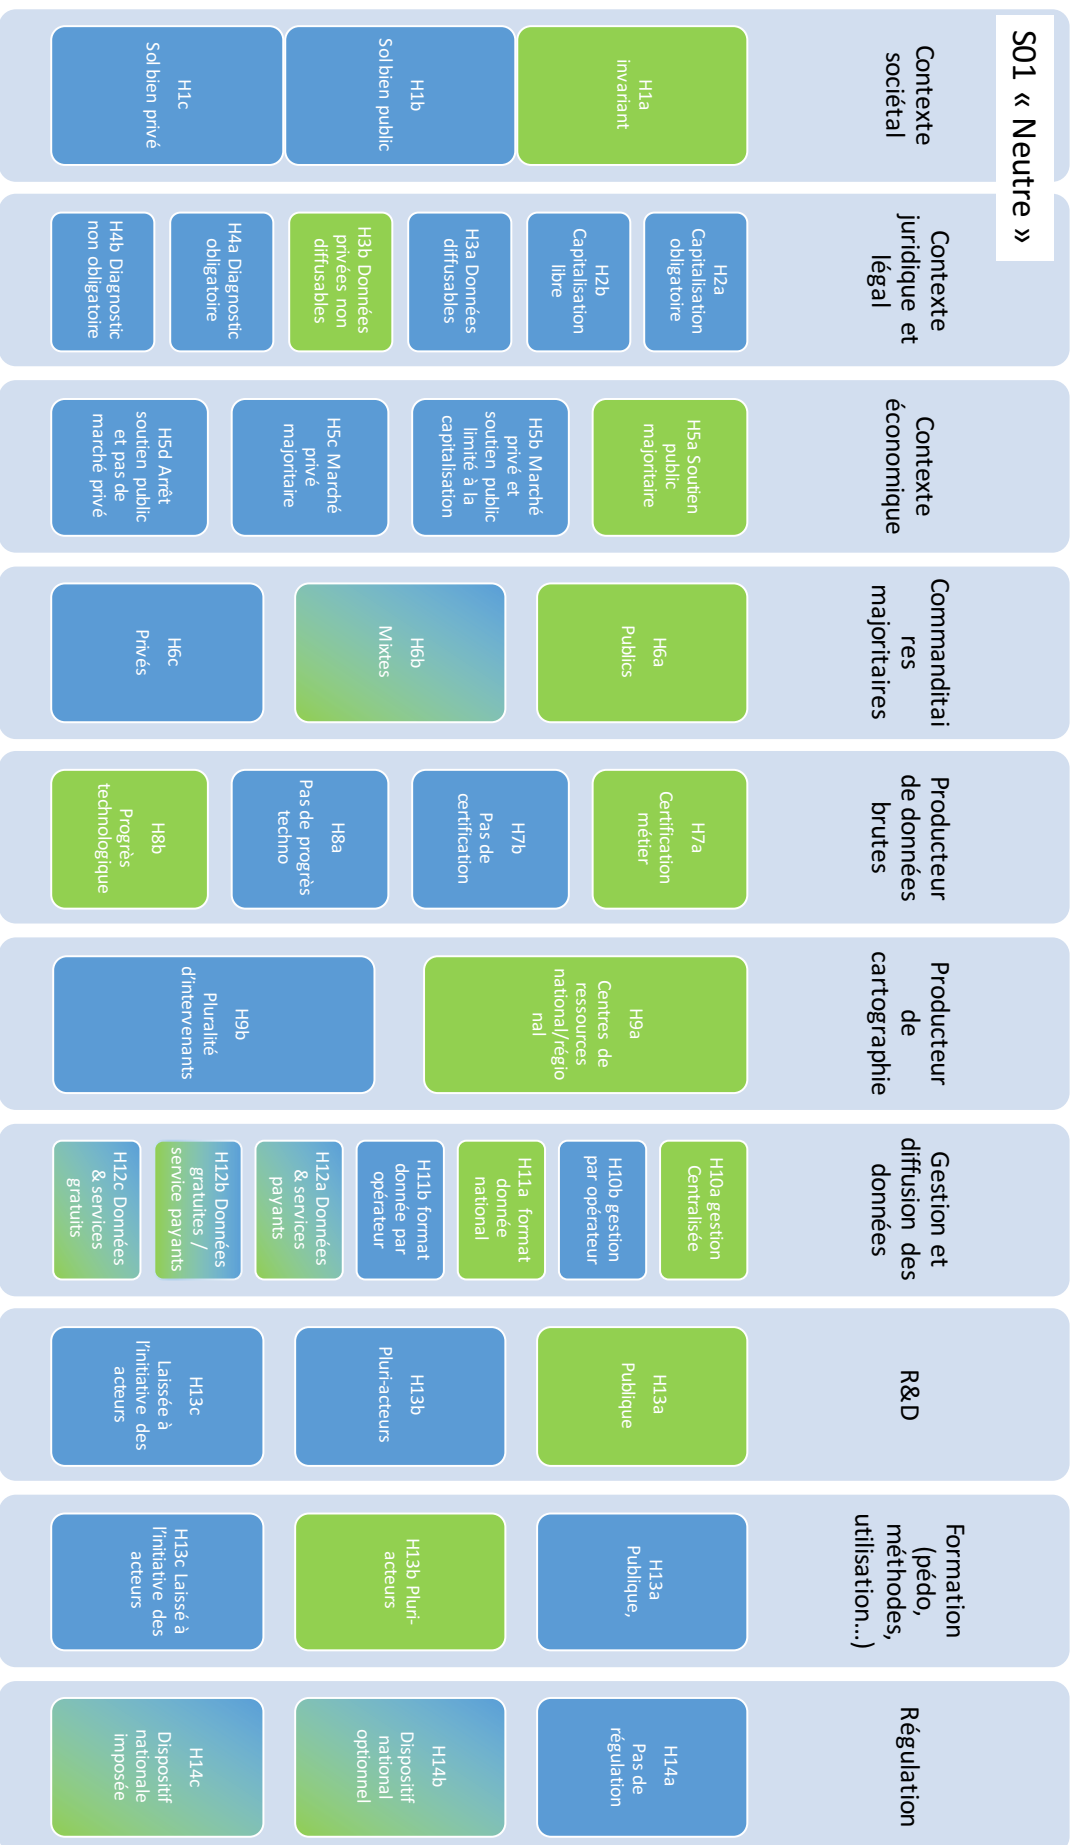 S01 « Neutre »
Contexte
sociétal
H1a
invariant
H1b
Sol bien public
H1c
Sol bien privé
Contexte
juridique et
légal
H2a
Capitalisation
obligatoire
H2b
Capitalisation
libre
H3a Données
diffusables
H3b Données
privées non
diffusables
H4a Diagnostic
obligatoire
H4b Diagnostic
non obligatoire
Contexte
économique
H5a Soutien
public
majoritaire
H5b Marché
privé et
soutien public
limité à la
capitalisation
H5c Marché
privé
majoritaire
H5d Arrêt
soutien public
et pas de
marché privé
Commanditai
res
majoritaires
H6a
Publics
H6b
Mixtes
H6c
Privés
Producteur
de données
brutes
H7a
Certification
métier
H7b
Pas de
certification
H8a
Pas de progrès
techno
H8b
Progrès
technologique
Producteur
de
cartographie
H9a
Centres de
ressources
national/régio
nal
H9b
Pluralité
d'intervenants
Gestion et
diffusion des
données
H10a gestion
Centralisée
H10b gestion
par opérateur
H11a format
donnée
national
H11b format
donnée par
opérateur
H12a Données
& services
payants
H12b Données
gratuites /
service payants
H12c Données
& services
gratuits
R&D
H13a
Publique
H13b
Pluri-acteurs
H13c
Laissée à
l'initiative des
acteurs
Formation
(pédo,
méthodes,
utilisation...)
H13a
Publique,
H13b Pluri-
acteurs
H13c Laissé à
l'initiative des
acteurs
Régulation
H14a
Pas de
régulation
H14b
Dispositif
national
optionnel
H14c
Dispositif
nationale
imposée